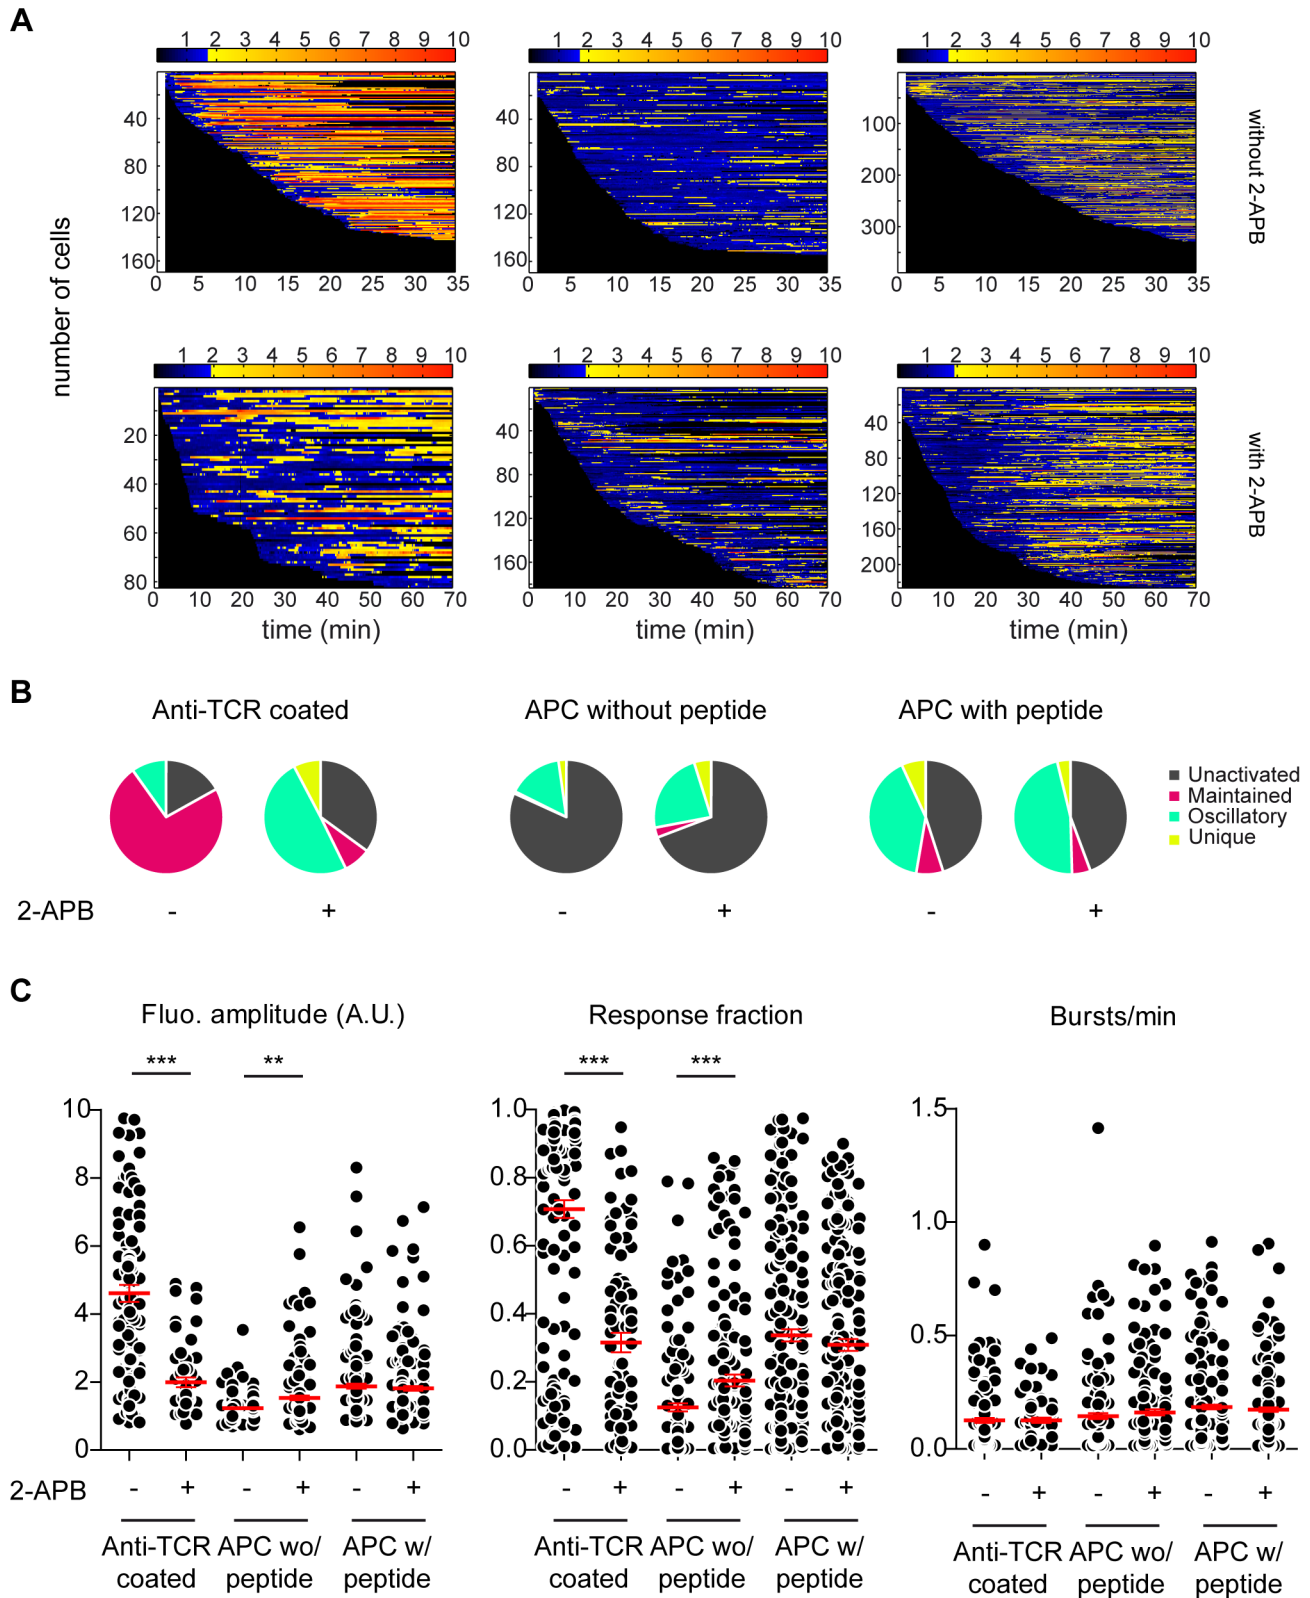 A
1 2 3 4 5 6 7 8 9 10
1 2 3 4 5 6 7 8 9 10
1 2 3 4 5 6 7 8 9 10
40
80
120
160
0 5 10 15 20 25 30 35
40
80
120
160
0 5 10 15 20 25 30 35
100
200
300
0 5 10 15 20 25 30 35
without 2-APB
number of cells
1 2 3 4 5 6 7 8 9 10
1 2 3 4 5 6 7 8 9 10
1 2 3 4 5 6 7 8 9 10
20
40
60
80
0 10 20 30 40 50 60 70
time (min)
40
80
120
160
0 10 20 30 40 50 60 70
time (min)
40
80
120
160
200
0 10 20 30 40 50 60 70
time (min)
with 2-APB
B
Anti-TCR coated
APC without peptide
APC with peptide
Unactivated
Maintained
Oscillatory
Unique
2-APB - + - + - +
C
Fluo. amplitude (A.U.)
*** **
10
8
6
4
2
0
2-APB - + - + - +
Anti-TCR coated
APC wo/ peptide
APC w/ peptide
Response fraction
*** ***
1.0
0.8
0.6
0.4
0.2
0.0
- + - + - +
Anti-TCR coated
APC wo/ peptide
APC w/ peptide
Bursts/min
1.5
1.0
0.5
0.0
- + - + - +
Anti-TCR coated
APC wo/ peptide
APC w/ peptide